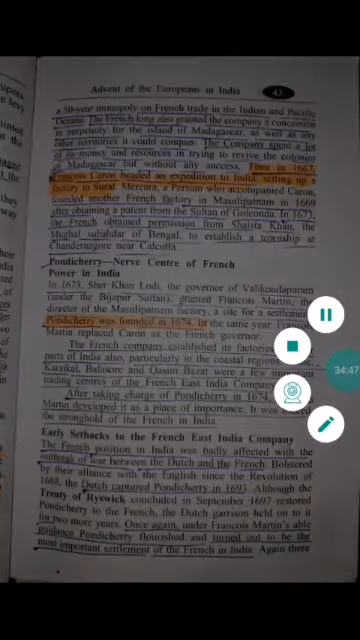 Advent of the Europeans in India 43
a 50-year monopoly on French trade in the Indian and Pacific
Oceans. The French king also granted the company a concession
in perpetuity for the island of Madagascar, as well as any
other territories it could conquer. The Company spent a lot
of its money and resources in trying to revive the colonies
of Madagascar but without any success. Then in 1667,
Francois Caron headed an expedition to India, setting up a
factory in Surat. Mercara, a Persian who accompanied Caron,
founded another French factory in Masulipatnam in 1669
after obtaining a patent from the Sultan of Golconda. In 1673,
the French obtained permission from Shaista Khan, the
Mughal subahdar of Bengal, to establish a township at
Chandernagore near Calcutta.
Pondicherry—Nerve Centre of French
Power in India
In 1673, Sher Khan Lodi, the governor of Valikondapuram
(under the Bijapur Sultan), granted Francois Martin, the
director of the Masulipatnam factory, a site for a settlement.
Pondicherry was founded in 1674. In the same year, Francois
Martin replaced Caron as the French governor.
The French company established its factories in
parts of India also, particularly in the coastal regions.
Karaikal, Balasore and Qasim Bazar were a few important
trading centres of the French East India Company.
After taking charge of Pondicherry in 1674,
Martin developed it as a place of importance. It was indeed
the stronghold of the French in India.
Early Setbacks to the French East India Company
The French position in India was badly affected with the
outbreak of war between the Dutch and the French. Bolstered
by their alliance with the English since the Revolution of
1688, the Dutch captured Pondicherry in 1693. Although the
Treaty of Ryswick concluded in September 1697 restored
Pondicherry to the French, the Dutch garrison held on to it
for two more years. Once again, under Francois Martin's able
guidance Pondicherry flourished and turned out to be the
most important settlement of the French in India. Again there
34:47